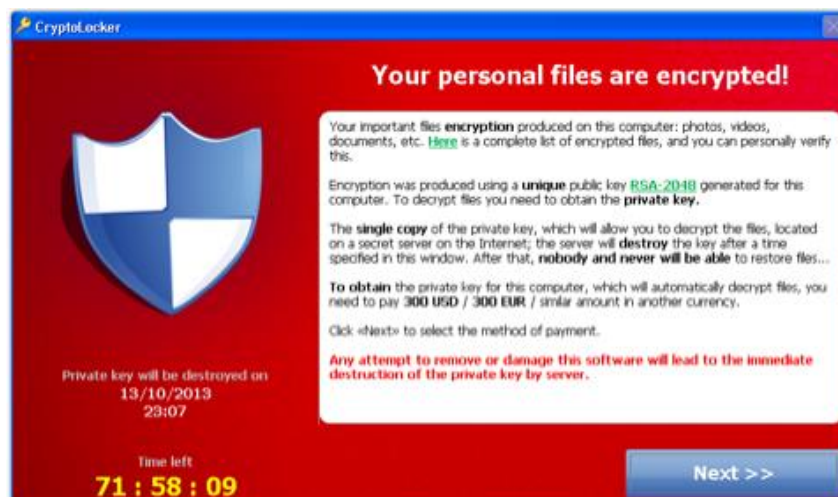 CryptoLocker
Your personal files are encrypted!
Your important files encryption produced on this computer: photos, videos,
documents, etc. Here is a complete list of encrypted files, and you can personally verify
this.
Encryption was produced using a unique public key RSA-2048 generated for this
computer. To decrypt files you need to obtain the private key.
The single copy of the private key, which will allow you to decrypt the files, located
on a secret server on the Internet; the server will destroy the key after a time
specified in this window. After that, nobody and never will be able to restore files...
To obtain the private key for this computer, which will automatically decrypt files, you
need to pay 300 USD / 300 EUR / similar amount in another currency.
Click «Next» to select the method of payment.
Any attempt to remove or damage this software will lead to the immediate
destruction of the private key by server.
Private key will be destroyed on
13/10/2013
23:07
Time left
71 : 58 : 09
Next >>